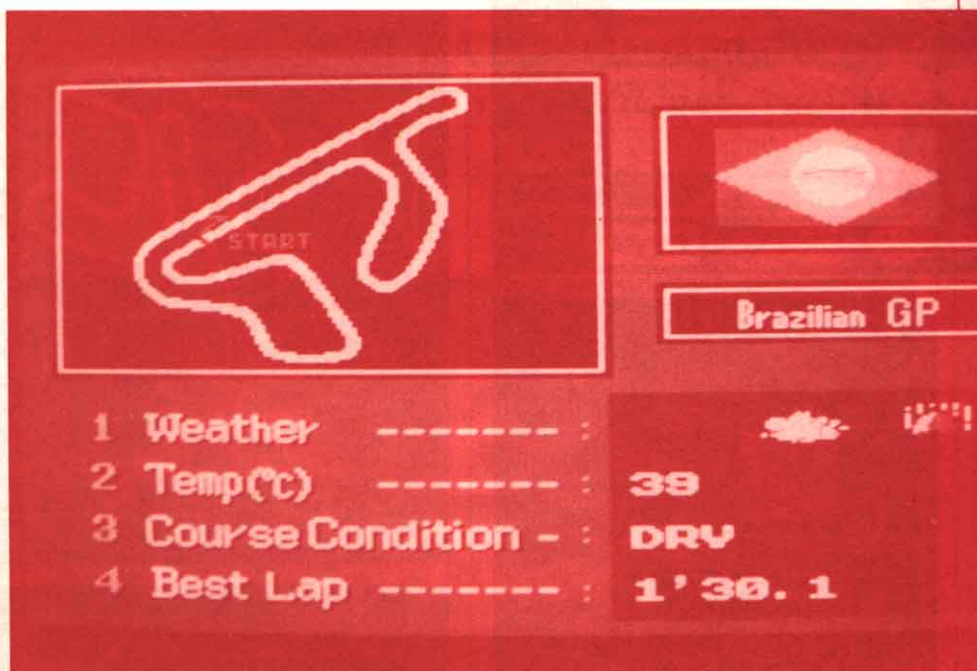 START
Brazilian GP
1 Weather ------- :
2 Temp(°C) ------- : 39
3 Course Condition - : DRY
4 Best Lap ------- : 1'30.1